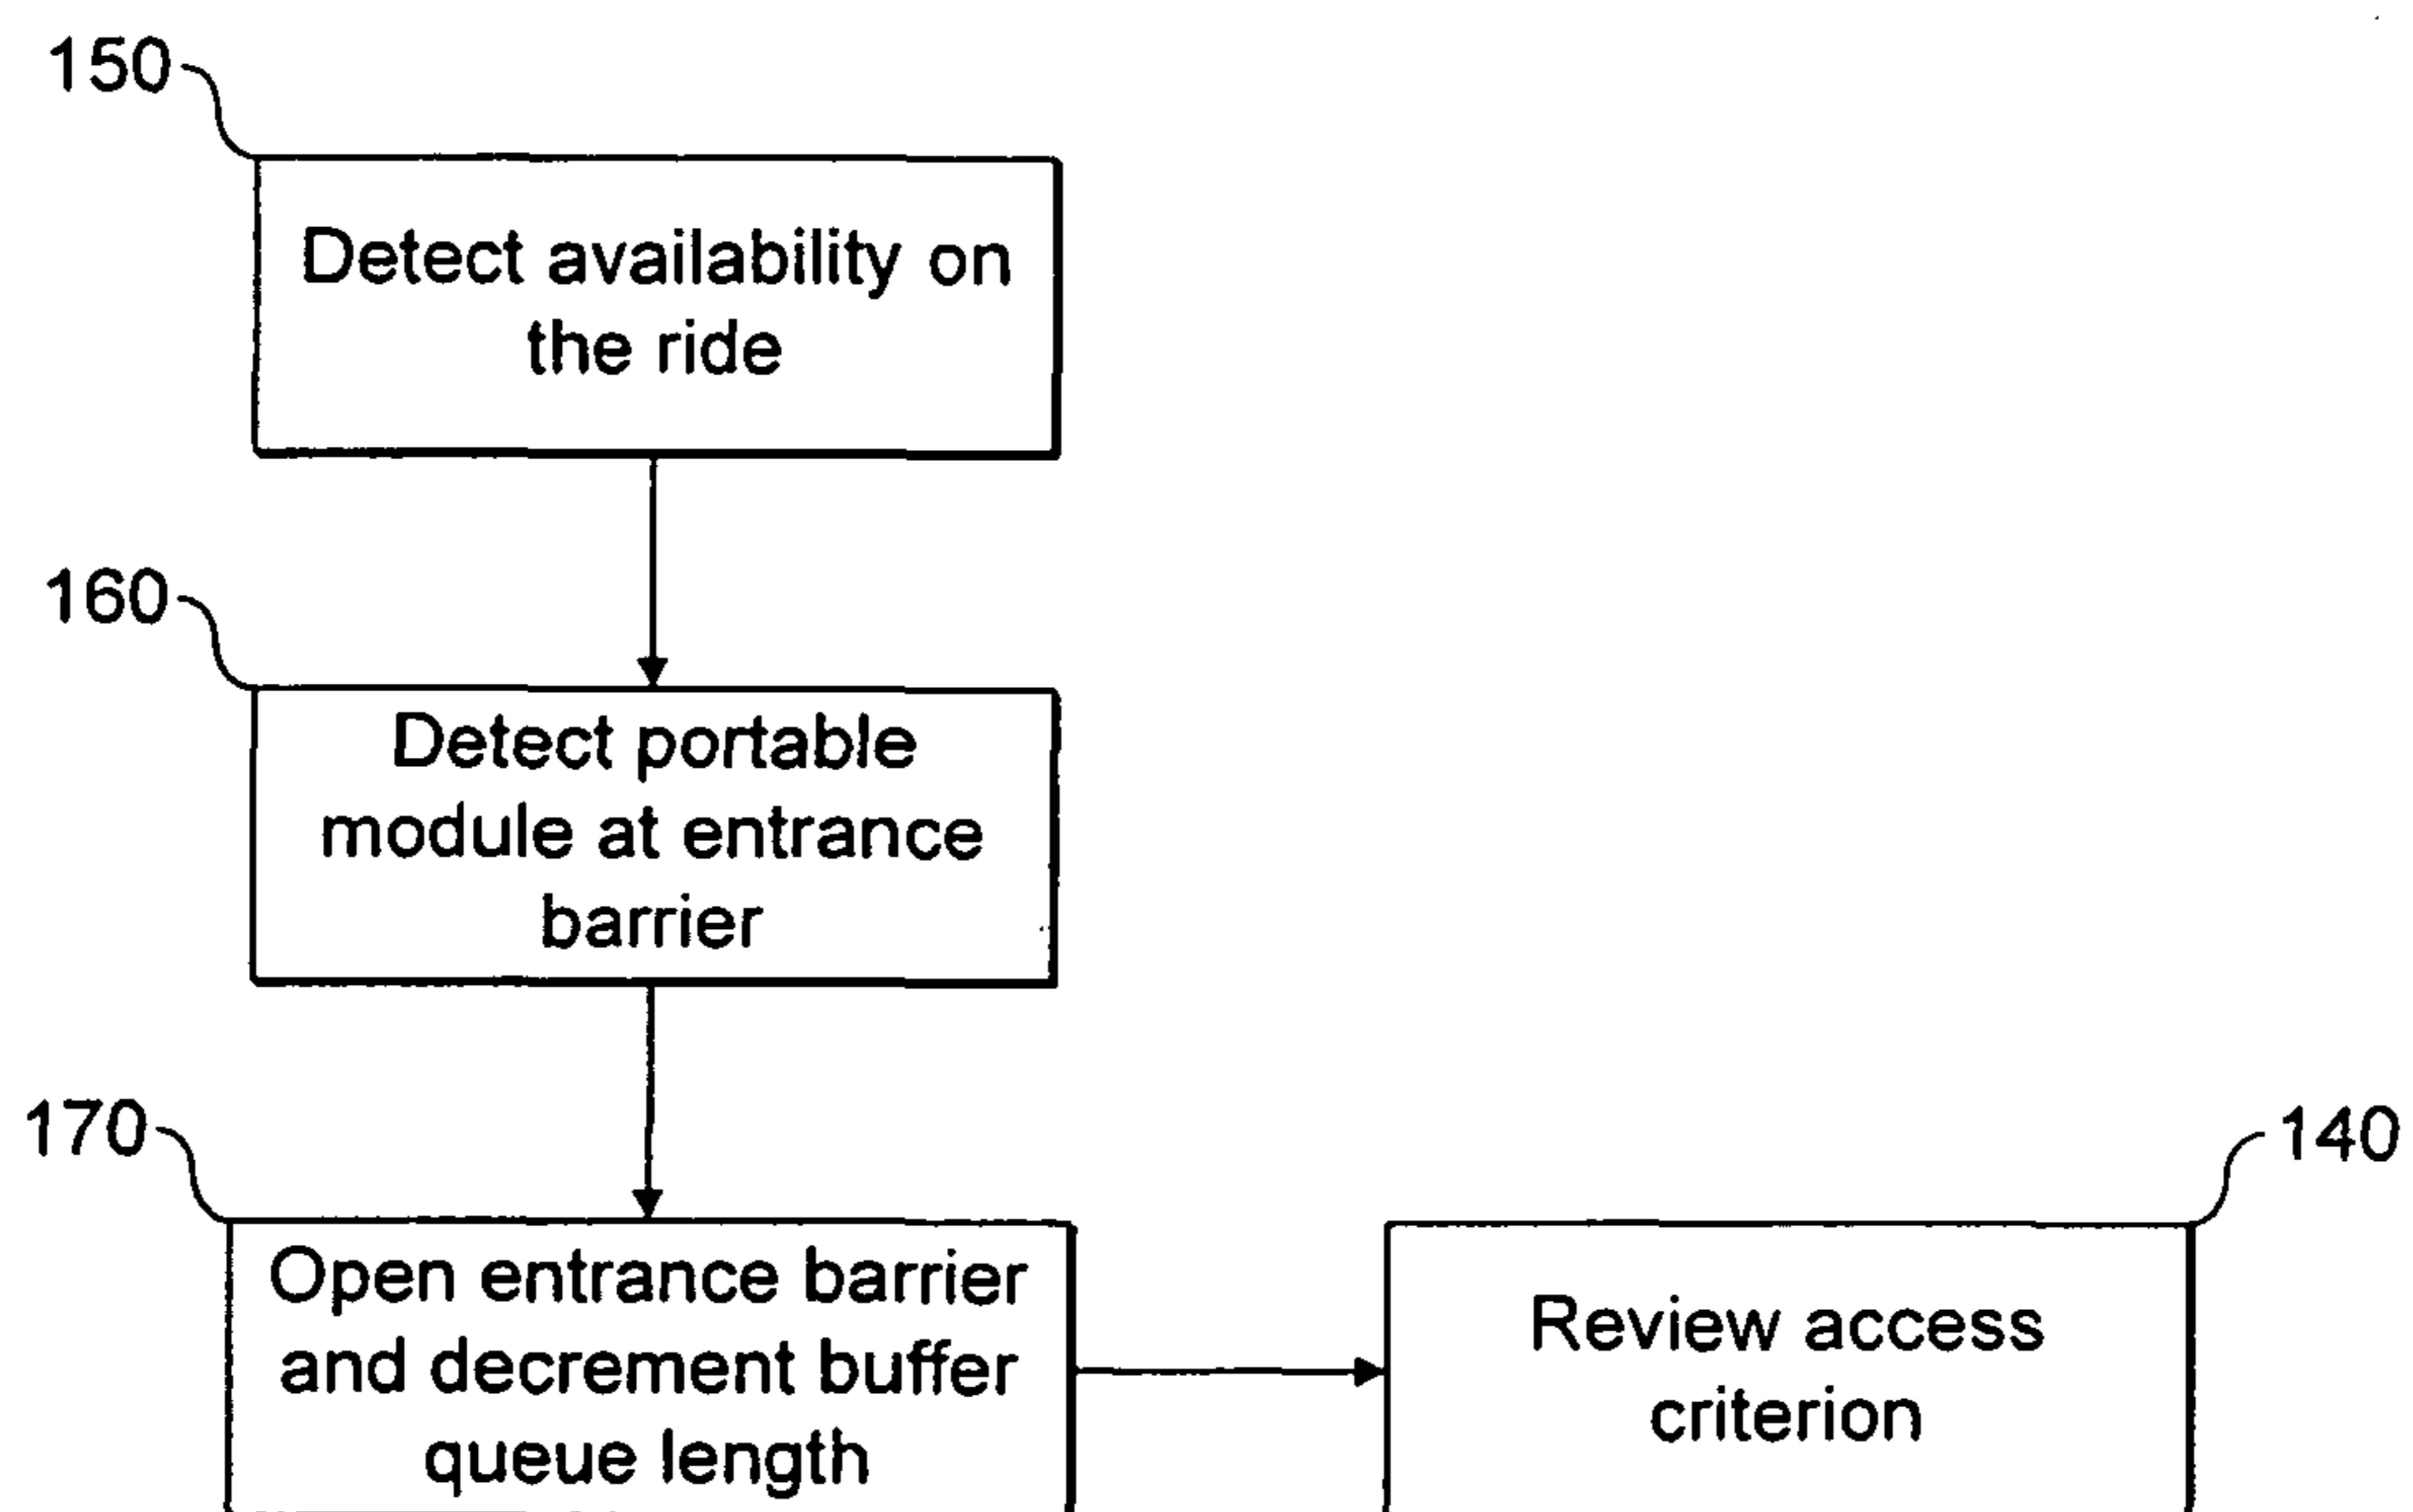 150
Detect availability on
the ride
160
Detect portable
module at entrance
barrier
170
Open entrance barrier
and decrement buffer
queue length
140
Review access
criterion